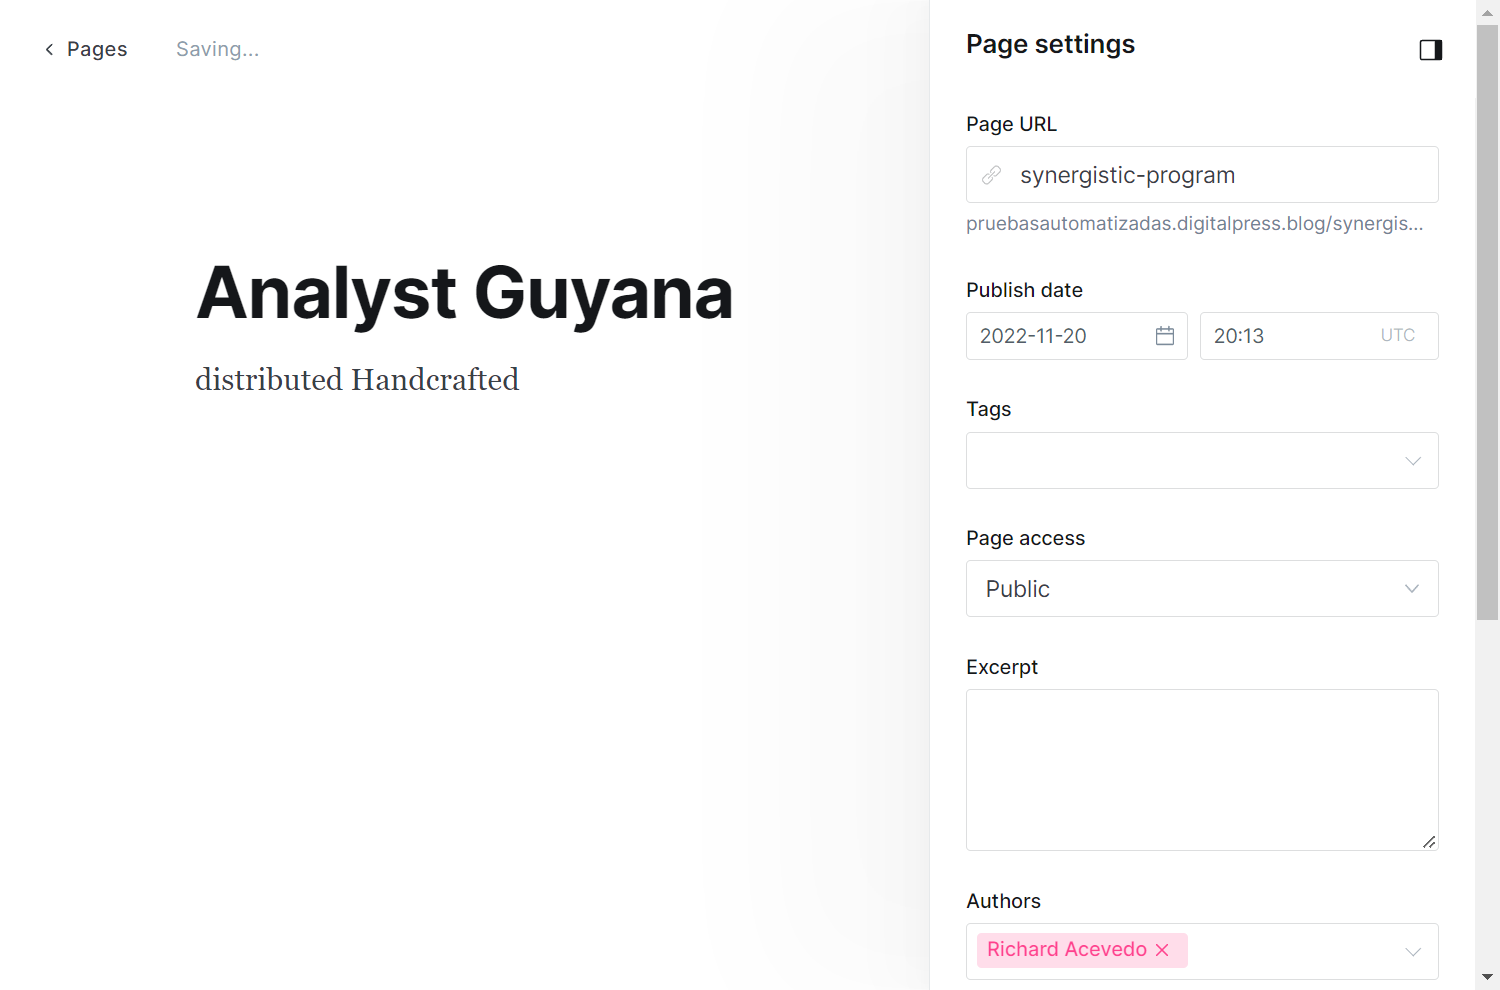 Pages
Saving...
Page settings
Page URL
synergistic-program
pruebasautomatizadas.digitalpress.blog/synergis...
Analyst Guyana
distributed Handcrafted
Publish date
2022-11-20
20:13 UTC
Tags
Page access
Public
Excerpt
Authors
Richard Acevedo